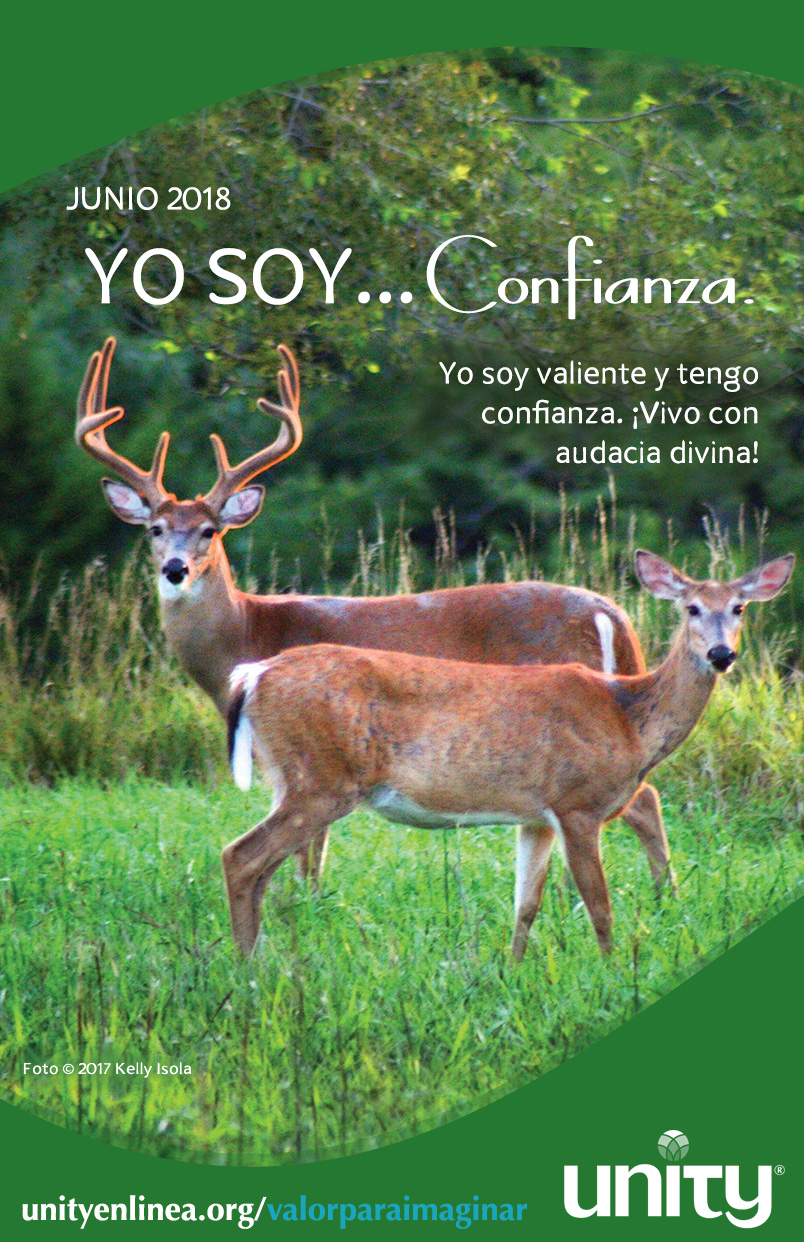 JUNIO 2018
YO SOY... Confianza.
Yo soy valiente y tengo
confianza. ¡Vivo con
audacia divina!
Foto © 2017 Kelly Isola
unity®
unityenlinea.org/valorparaimaginar